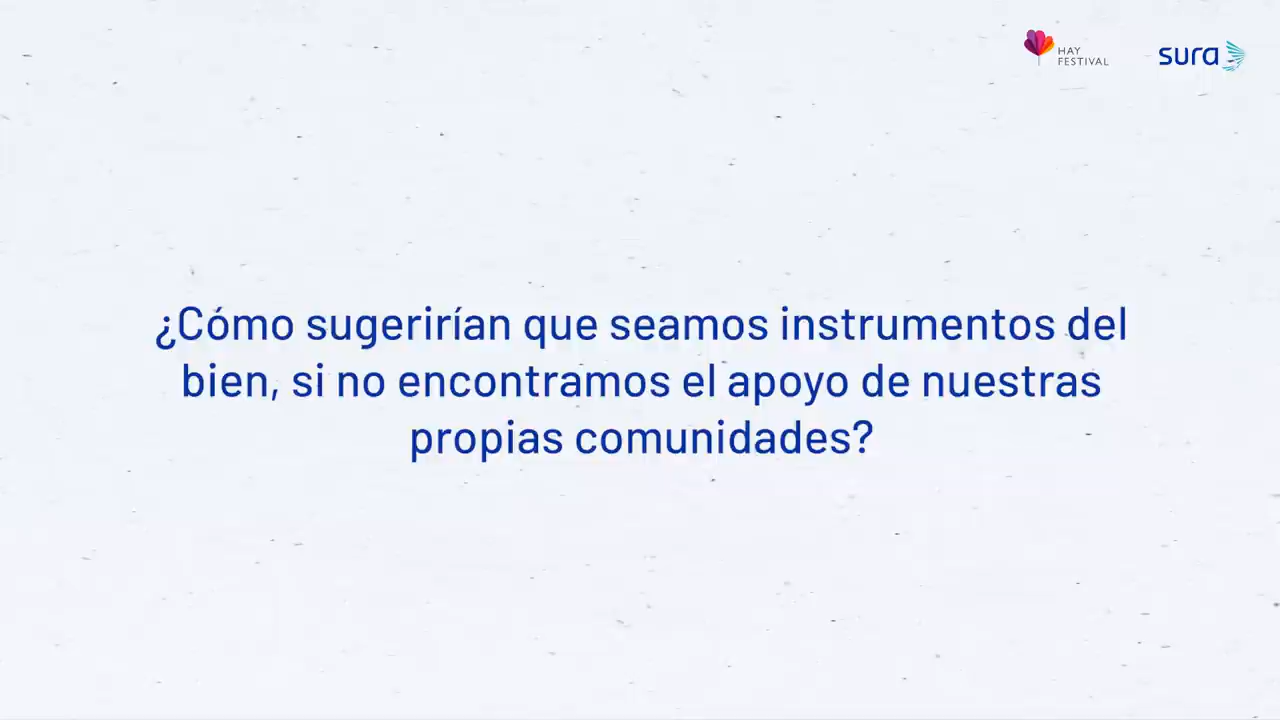 HAY
FESTIVAL
sura
¿Cómo sugerirían que seamos instrumentos del
bien, si no encontramos el apoyo de nuestras
propias comunidades?